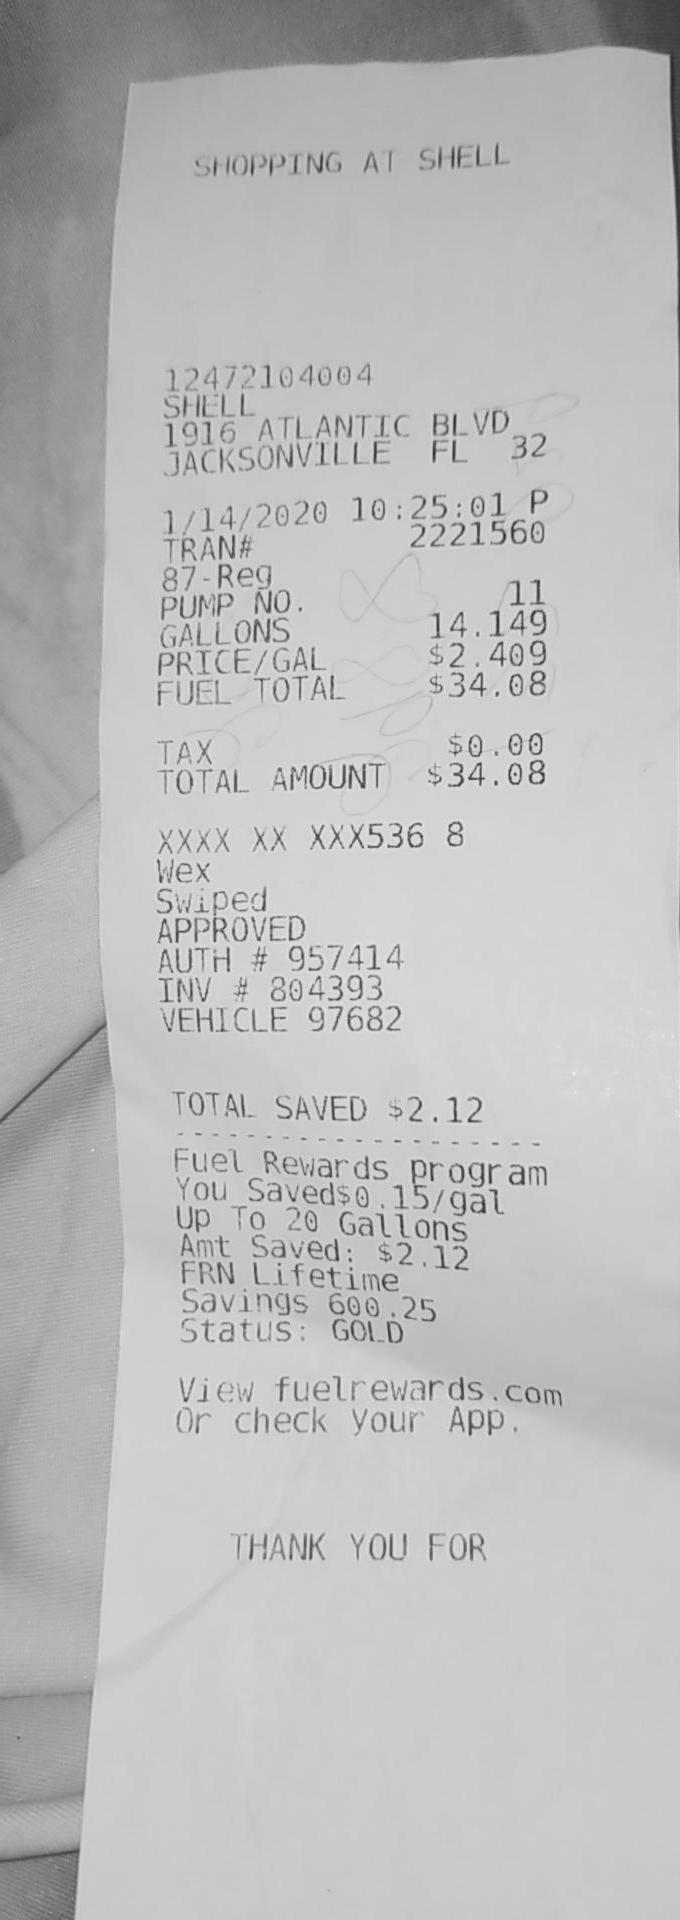 SHOPPING AT SHELL
12472104004
SHELL
1916 ATLANTIC BLVD
JACKSONVILLE FL 32
1/14/2020 10:25:01 P
TRAN# 2221560
87-Reg
PUMP NO. 11
GALLONS 14.149
PRICE/GAL $2.409
FUEL TOTAL $34.08
TAX $0.00
TOTAL AMOUNT $34.08
XXXX XX XXX536 8
Wex
Swiped
APPROVED
AUTH # 957414
INV # 804393
VEHICLE 97682
TOTAL SAVED $2.12
--------------------
Fuel Rewards program
You Saved$0.15/gal
Up To 20 Gallons
Amt Saved: $2.12
FRN Lifetime
Savings 600.25
Status: GOLD
View fuelrewards.com
Or check your App.
THANK YOU FOR